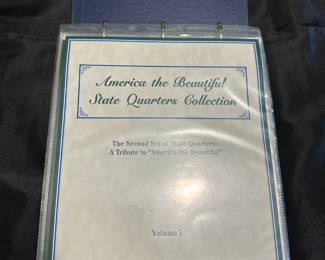 America the Beautiful
State Quarters Collection
The Second Set of State Quarters:
A Tribute to "America the Beautiful"
Volume I